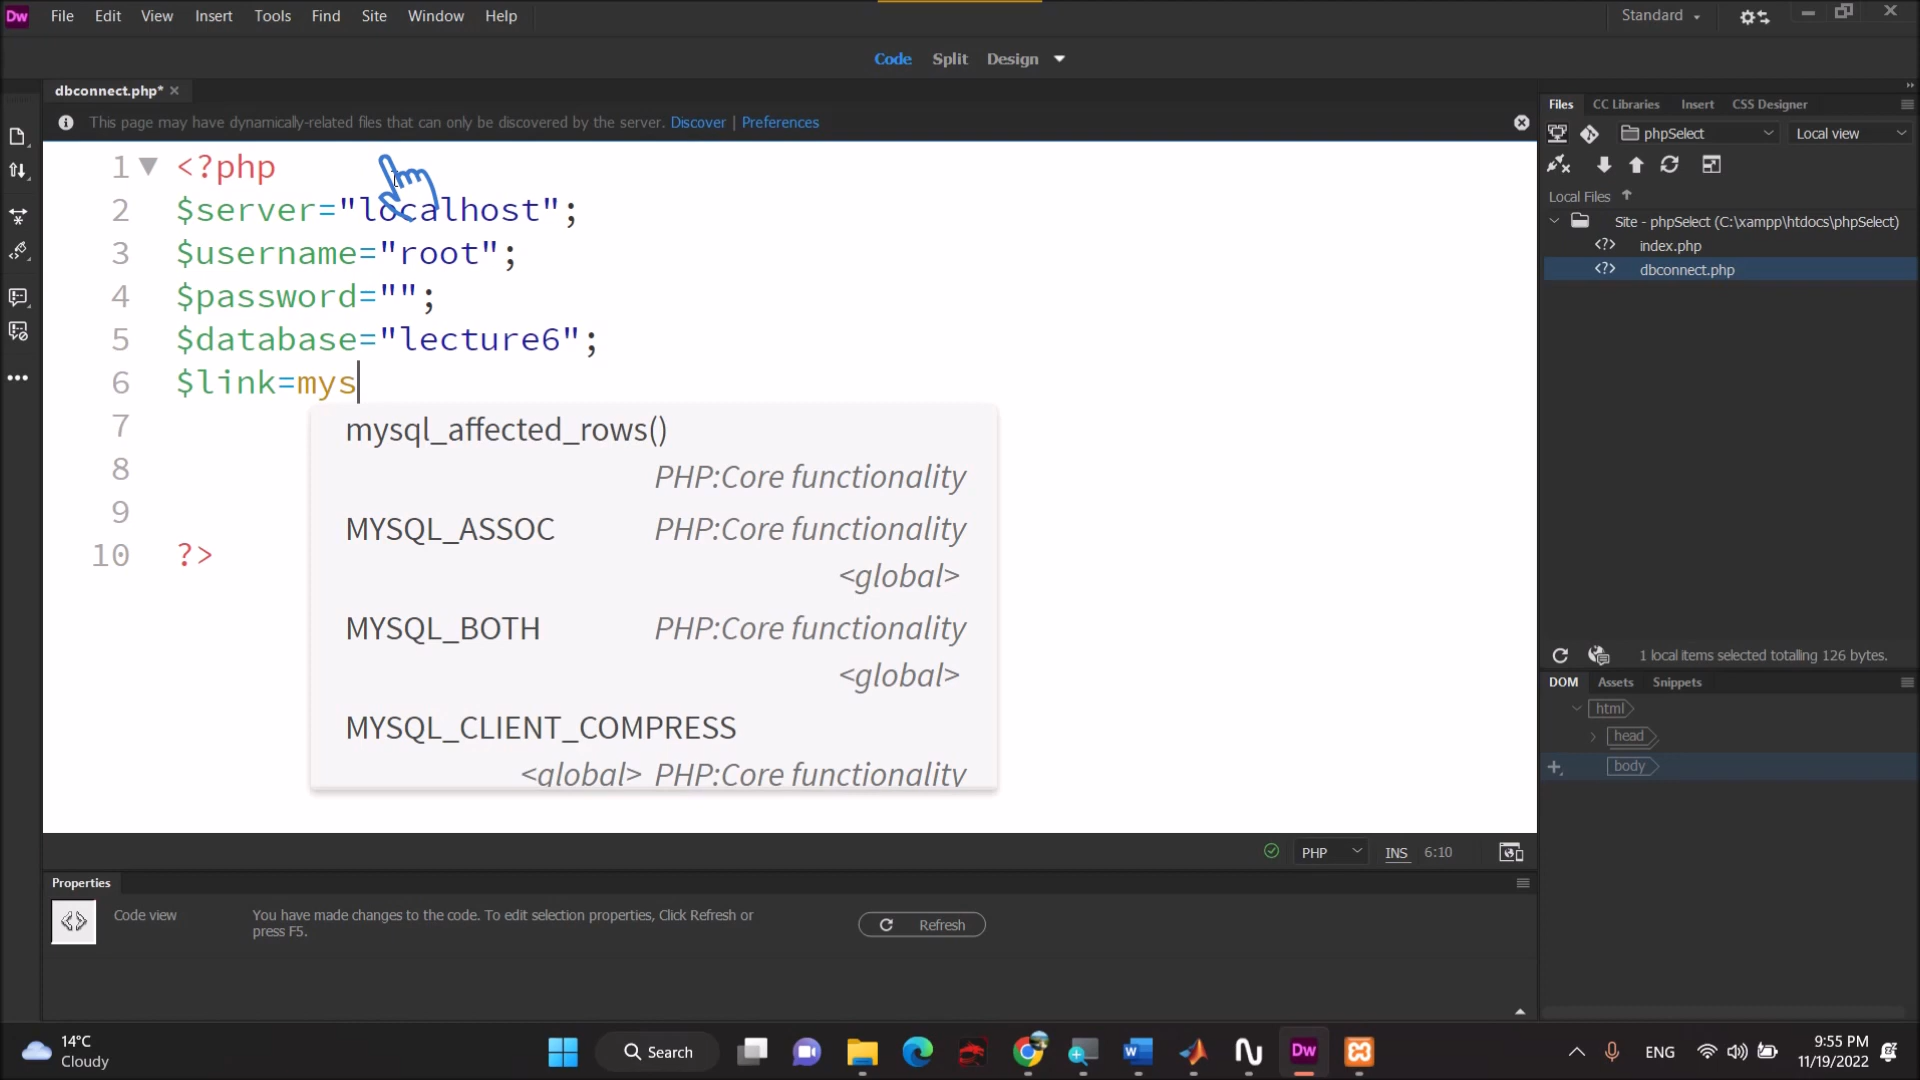 Dw File Edit View Insert Tools Find Site Window Help Standard
Code Split Design
dbconnect.php*
This page may have dynamically-related files that can only be discovered by the server. Discover | Preferences
1 <?php
2 $server="localhost";
3 $username="root";
4 $password="";
5 $database="lecture6";
6 $link=mys
7
8
9
10 ?>
mysql_affected_rows()
PHP:Core functionality
MYSQL_ASSOC PHP:Core functionality
<global>
MYSQL_BOTH PHP:Core functionality
<global>
MYSQL_CLIENT_COMPRESS
<global> PHP:Core functionality
PHP INS 6:10
Properties
Code view
You have made changes to the code. To edit selection properties, Click Refresh or
press F5.
Refresh
Files CC Libraries Insert CSS Designer
phpSelect Local view
Local Files
Site - phpSelect (C:\xampp\htdocs\phpSelect)
index.php
dbconnect.php
1 local items selected totalling 126 bytes.
DOM Assets Snippets
html
head
body
14°C
Cloudy
Search
Dw
ENG
9:55 PM
11/19/2022